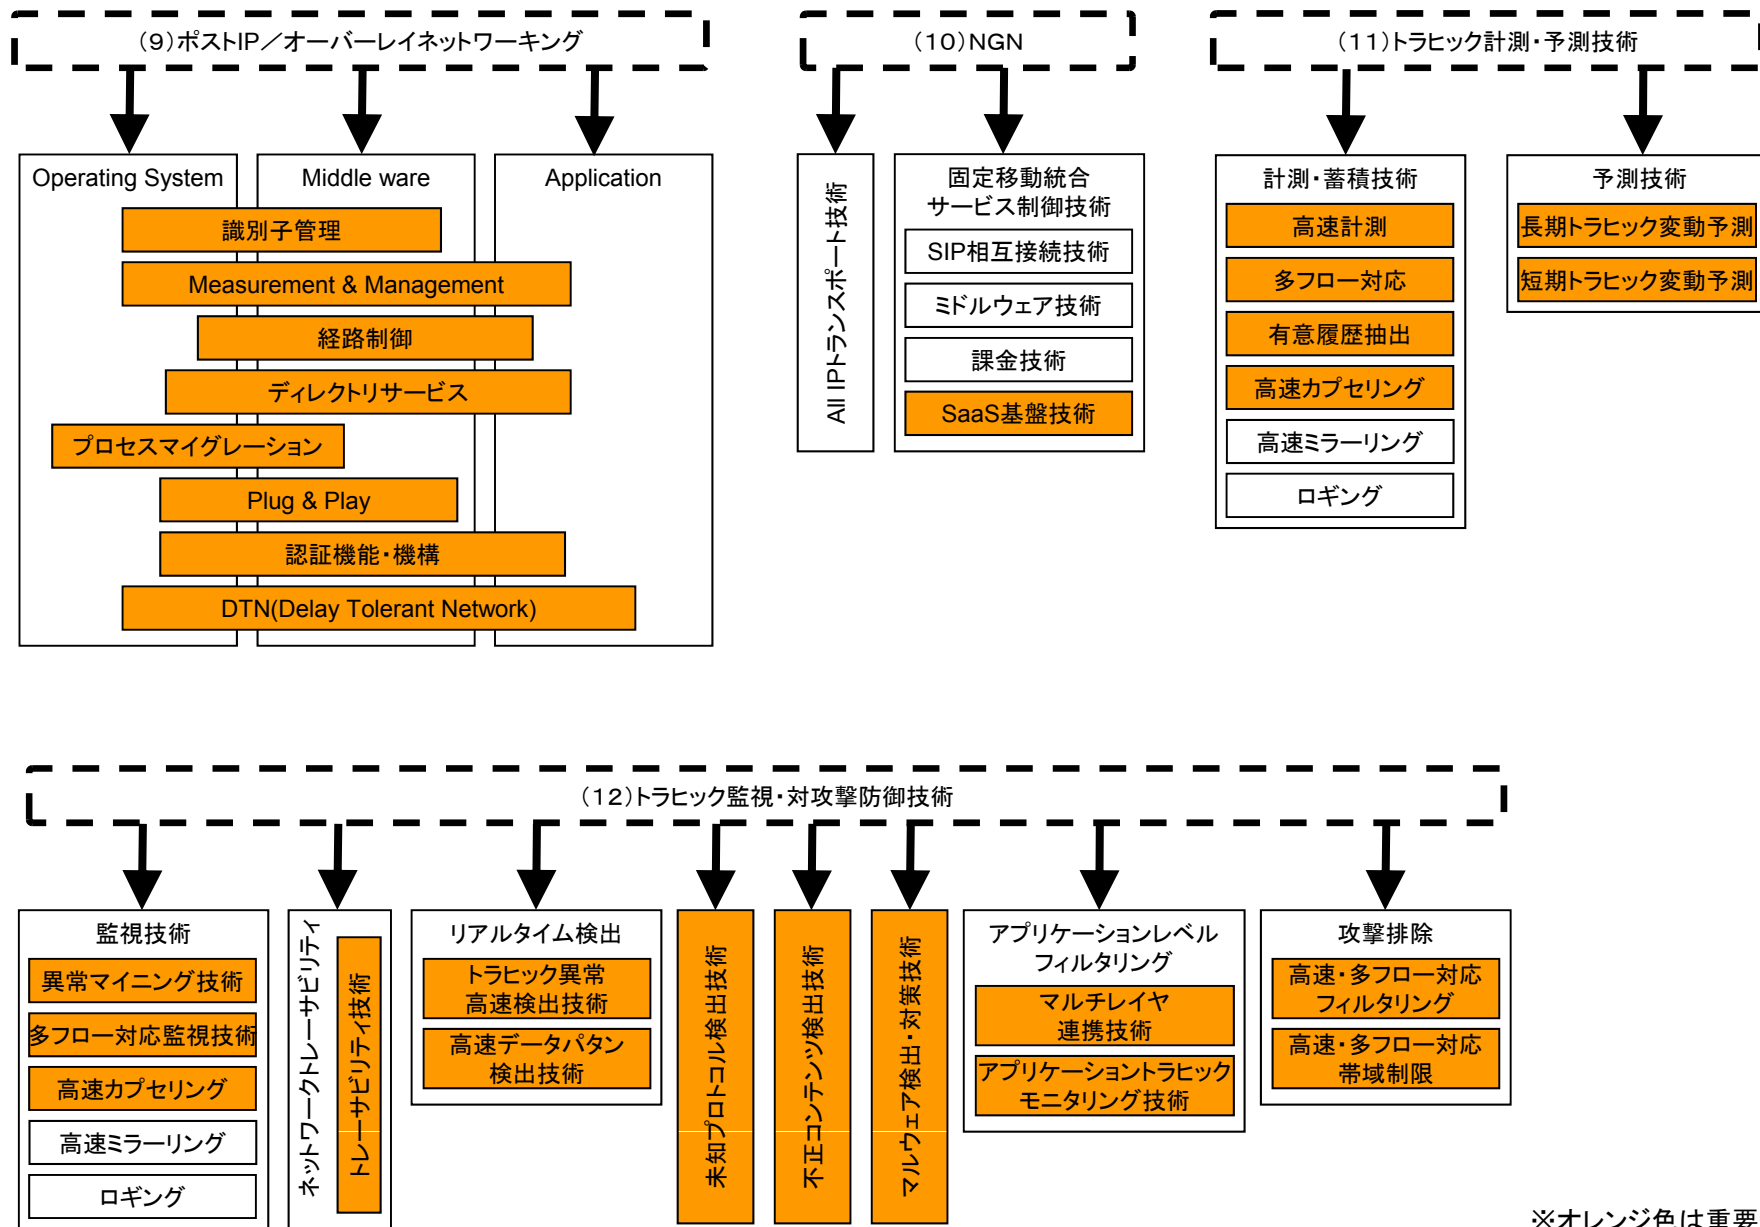 (9)ポストIP／オーバーレイネットワーキング
Operating System
Middle ware
Application
識別子管理
Measurement & Management
経路制御
ディレクトリサービス
プロセスマイグレーション
Plug & Play
認証機能・機構
DTN(Delay Tolerant Network)
(10)NGN
All IPトランスポート技術
固定移動統合
サービス制御技術
SIP相互接続技術
ミドルウェア技術
課金技術
SaaS基盤技術
(11)トラヒック計測・予測技術
計測・蓄積技術
高速計測
多フロー対応
有意履歴抽出
高速カプセリング
高速ミラーリング
ロギング
予測技術
長期トラヒック変動予測
短期トラヒック変動予測
(12)トラヒック監視・対攻撃防御技術
監視技術
異常マイニング技術
多フロー対応監視技術
高速カプセリング
高速ミラーリング
ロギング
ネットワークトレーサビリティ
トレーサビリティ技術
リアルタイム検出
トラヒック異常
高速検出技術
高速データパタン
検出技術
未知プロトコル検出技術
不正コンテンツ検出技術
マルウェア検出・対策技術
アプリケーションレベル
フィルタリング
マルチレイヤ
連携技術
アプリケーショントラヒック
モニタリング技術
攻撃排除
高速・多フロー対応
フィルタリング
高速・多フロー対応
帯域制限
※オレンジ色は重要